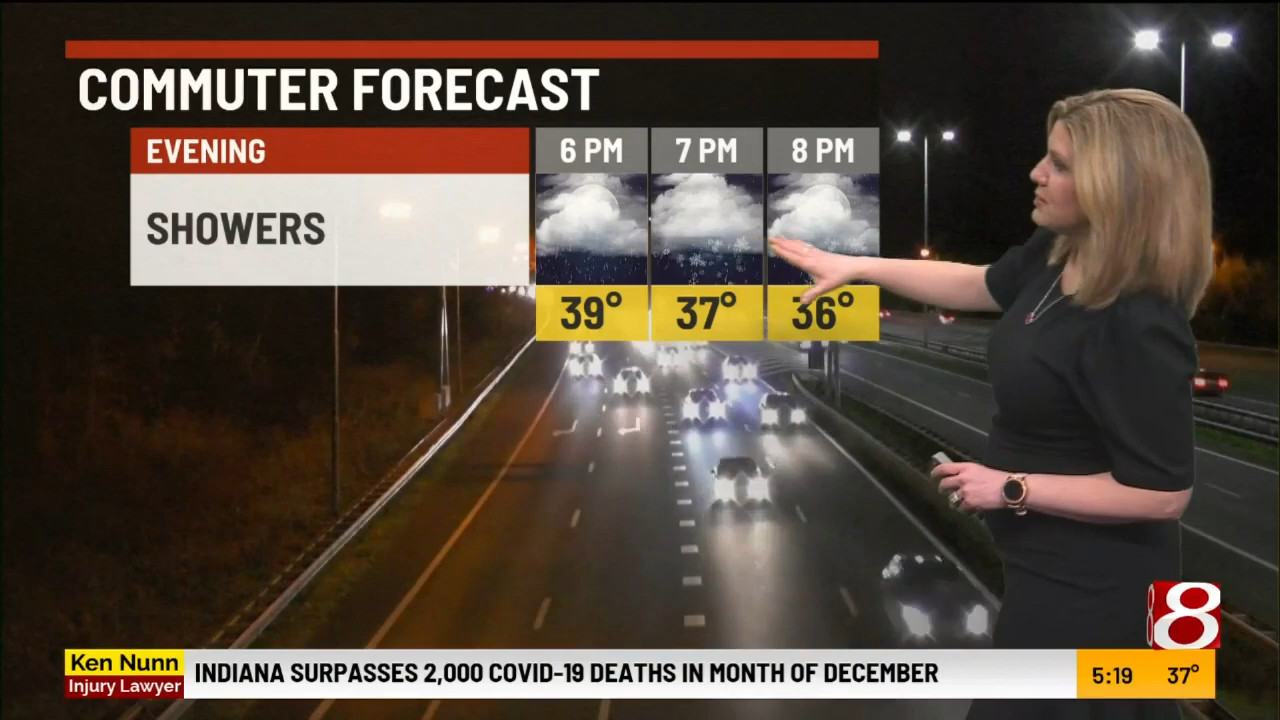 COMMUTER FORECAST
EVENING
6 PM
7 PM
8 PM
SHOWERS
39°
37°
36°
8
Ken Nunn
Injury Lawyer
INDIANA SURPASSES 2,000 COVID-19 DEATHS IN MONTH OF DECEMBER
5:19
37°